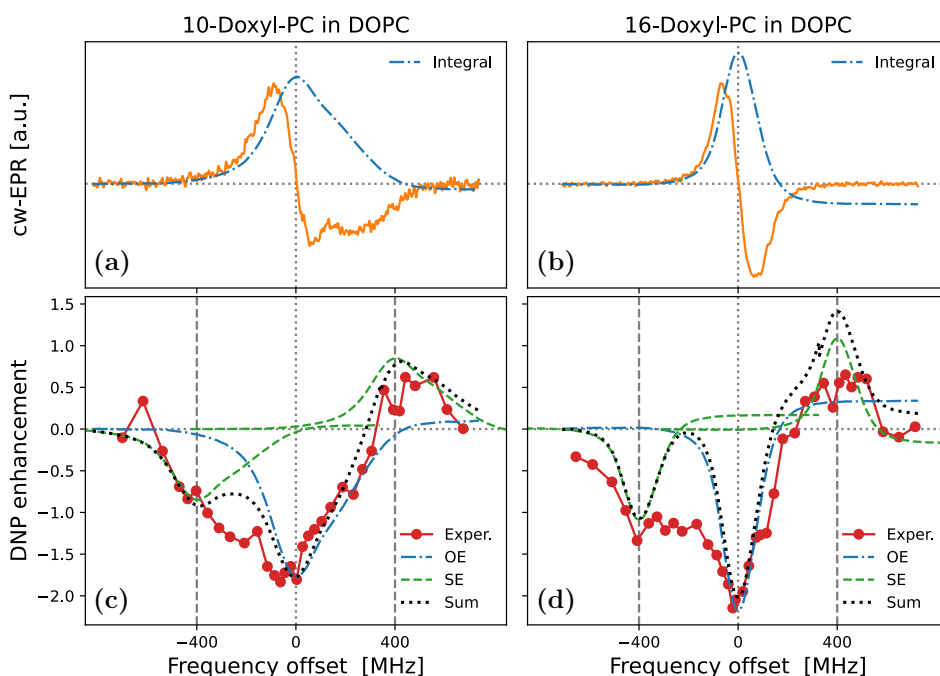 10-Doxyl-PC in DOPC
16-Doxyl-PC in DOPC
cw-EPR [a.u.]
Integral
(a)
Integral
(b)
DNP enhancement
1.5
1.0
0.5
0.0
−0.5
−1.0
−1.5
−2.0
Exper.
OE
SE
Sum
(c)
Exper.
OE
SE
Sum
(d)
−400
0
400
−400
0
400
Frequency offset [MHz]
Frequency offset [MHz]